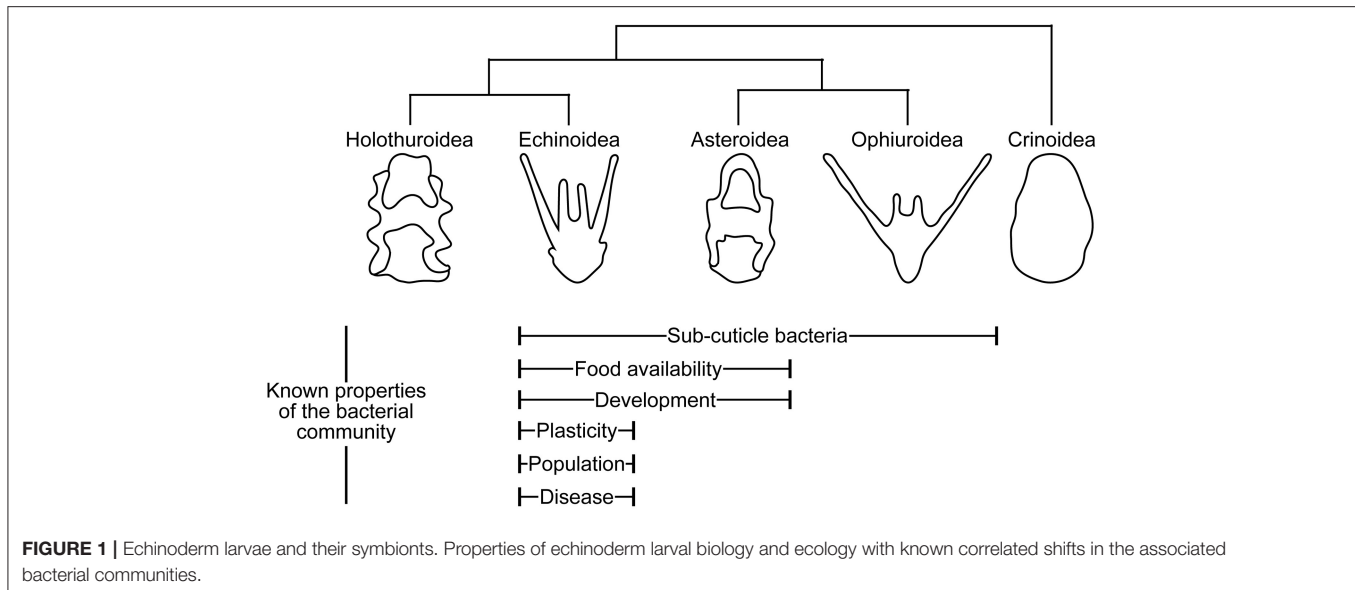 Holothuroidea Echinoidea Asteroidea Ophiuroidea Crinoidea
Sub-cuticle bacteria
Food availability
Development
Plasticity
Population
Disease
Known properties
of the bacterial
community
FIGURE 1 | Echinoderm larvae and their symbionts. Properties of echinoderm larval biology and ecology with known correlated shifts in the associated
bacterial communities.